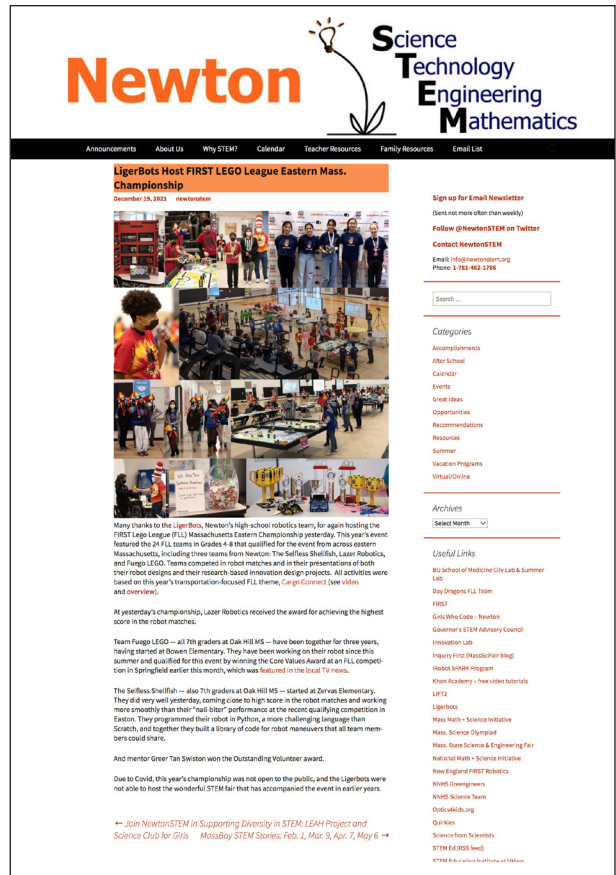 Newton
Science
Technology
Engineering
Mathematics
Announcements About Us Why STEM? Calendar Teacher Resources Family Resources Email List
LigerBots Host FIRST LEGO League Eastern Mass.
Championship
December 19, 2021 newtonstem
Many thanks to the LigerBots, Newton's high-school robotics team, for again hosting the
FIRST Lego League (FLL) Massachusetts Eastern Championship yesterday. This year's event
featured the 24 FLL teams in Grades 4-8 that qualified for the event from across eastern
Massachusetts, including three teams from Newton: The Selfless Shellfish, Lazer Robotics,
and Fuego LEGO. Teams competed in robot matches and in their presentations of both
their robot designs and their research-based innovation design projects. All activities were
based on this year's transportation-focused FLL theme, Cargo Connect (see video
and overview).
At yesterday's championship, Lazer Robotics received the award for achieving the highest
score in the robot matches.
Team Fuego LEGO — all 7th graders at Oak Hill MS — have been together for three years,
having started at Bowen Elementary. They have been working on their robot since this
summer and qualified for this event by winning the Core Values Award at an FLL competi-
tion in Springfield earlier this month, which was featured in the local TV news.
The Selfless Shellfish — also 7th graders at Oak Hill MS — started at Zervas Elementary.
They did very well yesterday, coming close to high score in the robot matches and working
more smoothly than their "nail-biter" performance at the recent qualifying competition in
Easton. They programmed their robot in Python, a more challenging language than
Scratch, and together they built a library of code for robot maneuvers that all team mem-
bers could share.
And mentor Greer Tan Swiston won the Outstanding Volunteer award.
Due to Covid, this year's championship was not open to the public, and the Ligerbots were
not able to host the wonderful STEM fair that has accompanied the event in earlier years.
← Join NewtonSTEM in Supporting Diversity in STEM: LEAH Project and
Science Club for Girls MassBay STEM Stories: Feb. 1, Mar. 9, Apr. 7, May 6 →
Sign up for Email Newsletter
(Sent not more often than weekly)
Follow @NewtonSTEM on Twitter
Contact NewtonSTEM
Email: info@newtonstem.org
Phone: 1-781-462-1786
Search ...
Categories
Accomplishments
After School
Calendar
Events
Great Ideas
Opportunities
Recommendations
Resources
Summer
Vacation Programs
Virtual/Online
Archives
Select Month
Useful Links
BU School of Medicine City Lab & Summer
Lab
Day Dragons FLL Team
FIRST
Girls Who Code – Newton
Governor's STEM Advisory Council
Innovation Lab
Inquiry First (MassSciFair blog)
iRobot SPARK Program
Khan Academy – free video tutorials
LIFT2
Ligerbots
Mass Math + Science Initiative
Mass. Science Olympiad
Mass. State Science & Engineering Fair
National Math + Science Initiative
New England FIRST Robotics
NNHS Greengineers
NNHS Science Team
Optics4kids.org
Quirkles
Science from Scientists
STEM Ed (RSS feed)
STEM Educating Institute at UMass